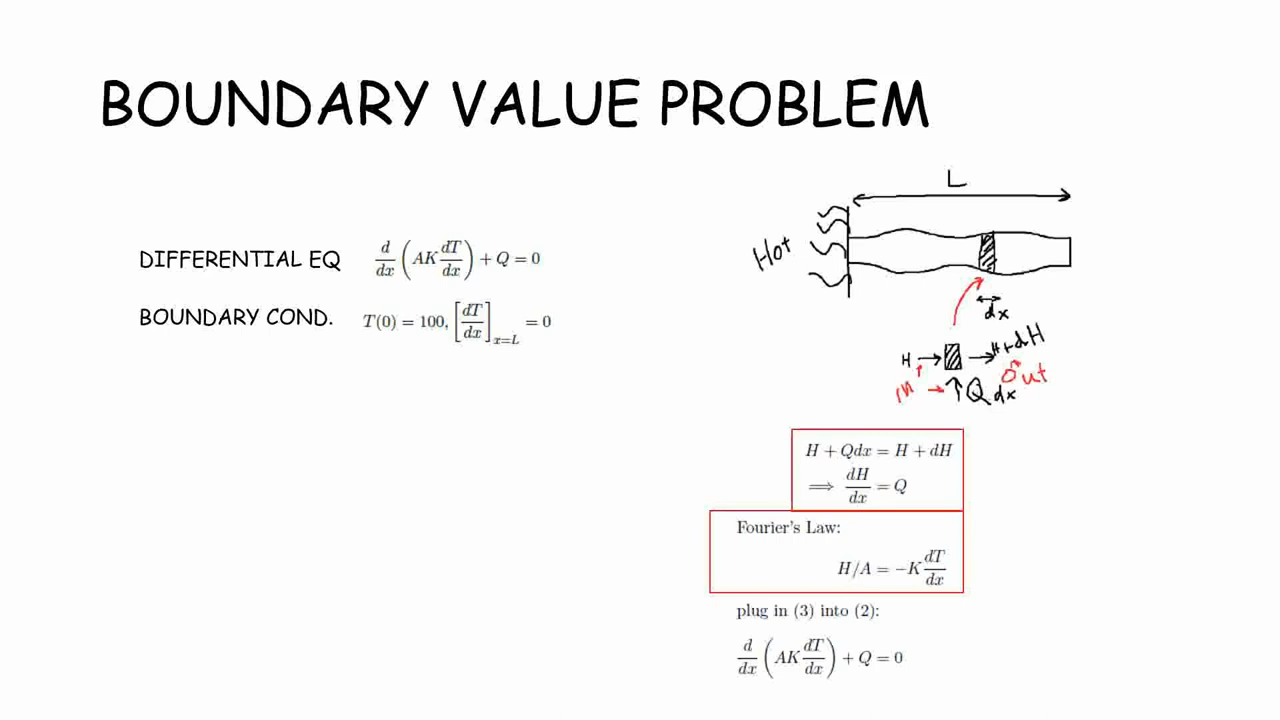 BOUNDARY VALUE PROBLEM
DIFFERENTIAL EQ d/dx (AK dT/dx) + Q = 0
BOUNDARY COND. T(0) = 100, [dT/dx]_{x=L} = 0
L
Hot
dx
H H+dH
In Q dx Out
H + Qdx = H + dH
⟹ dH/dx = Q
Fourier's Law:
H/A = −K dT/dx
plug in (3) into (2):
d/dx (AK dT/dx) + Q = 0